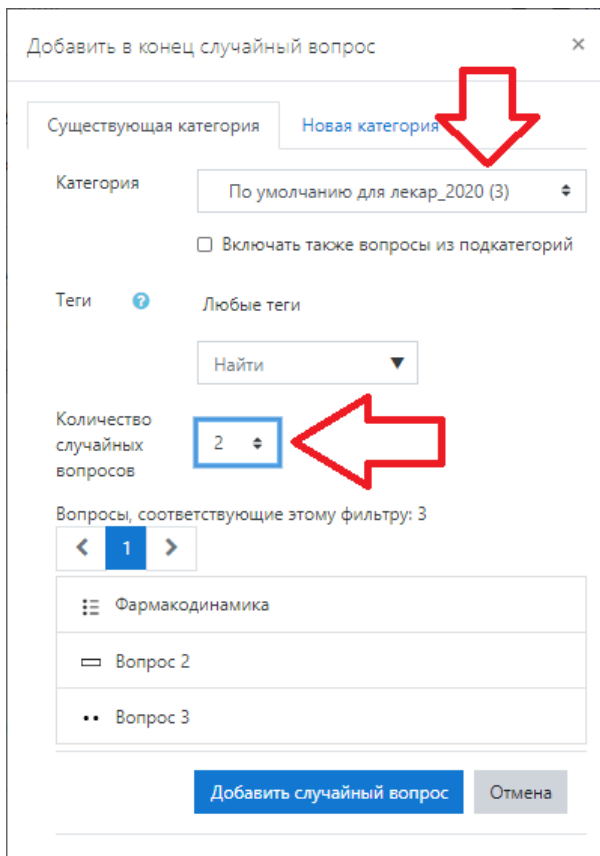 Добавить в конец случайный вопрос ×
Существующая категория Новая категория
Категория По умолчанию для лекар_2020 (3)
Включать также вопросы из подкатегорий
Теги ? Любые теги
Найти ▼
Количество
случайных
вопросов
2
Вопросы, соответствующие этому фильтру: 3
1
Фармакодинамика
Вопрос 2
Вопрос 3
Добавить случайный вопрос Отмена